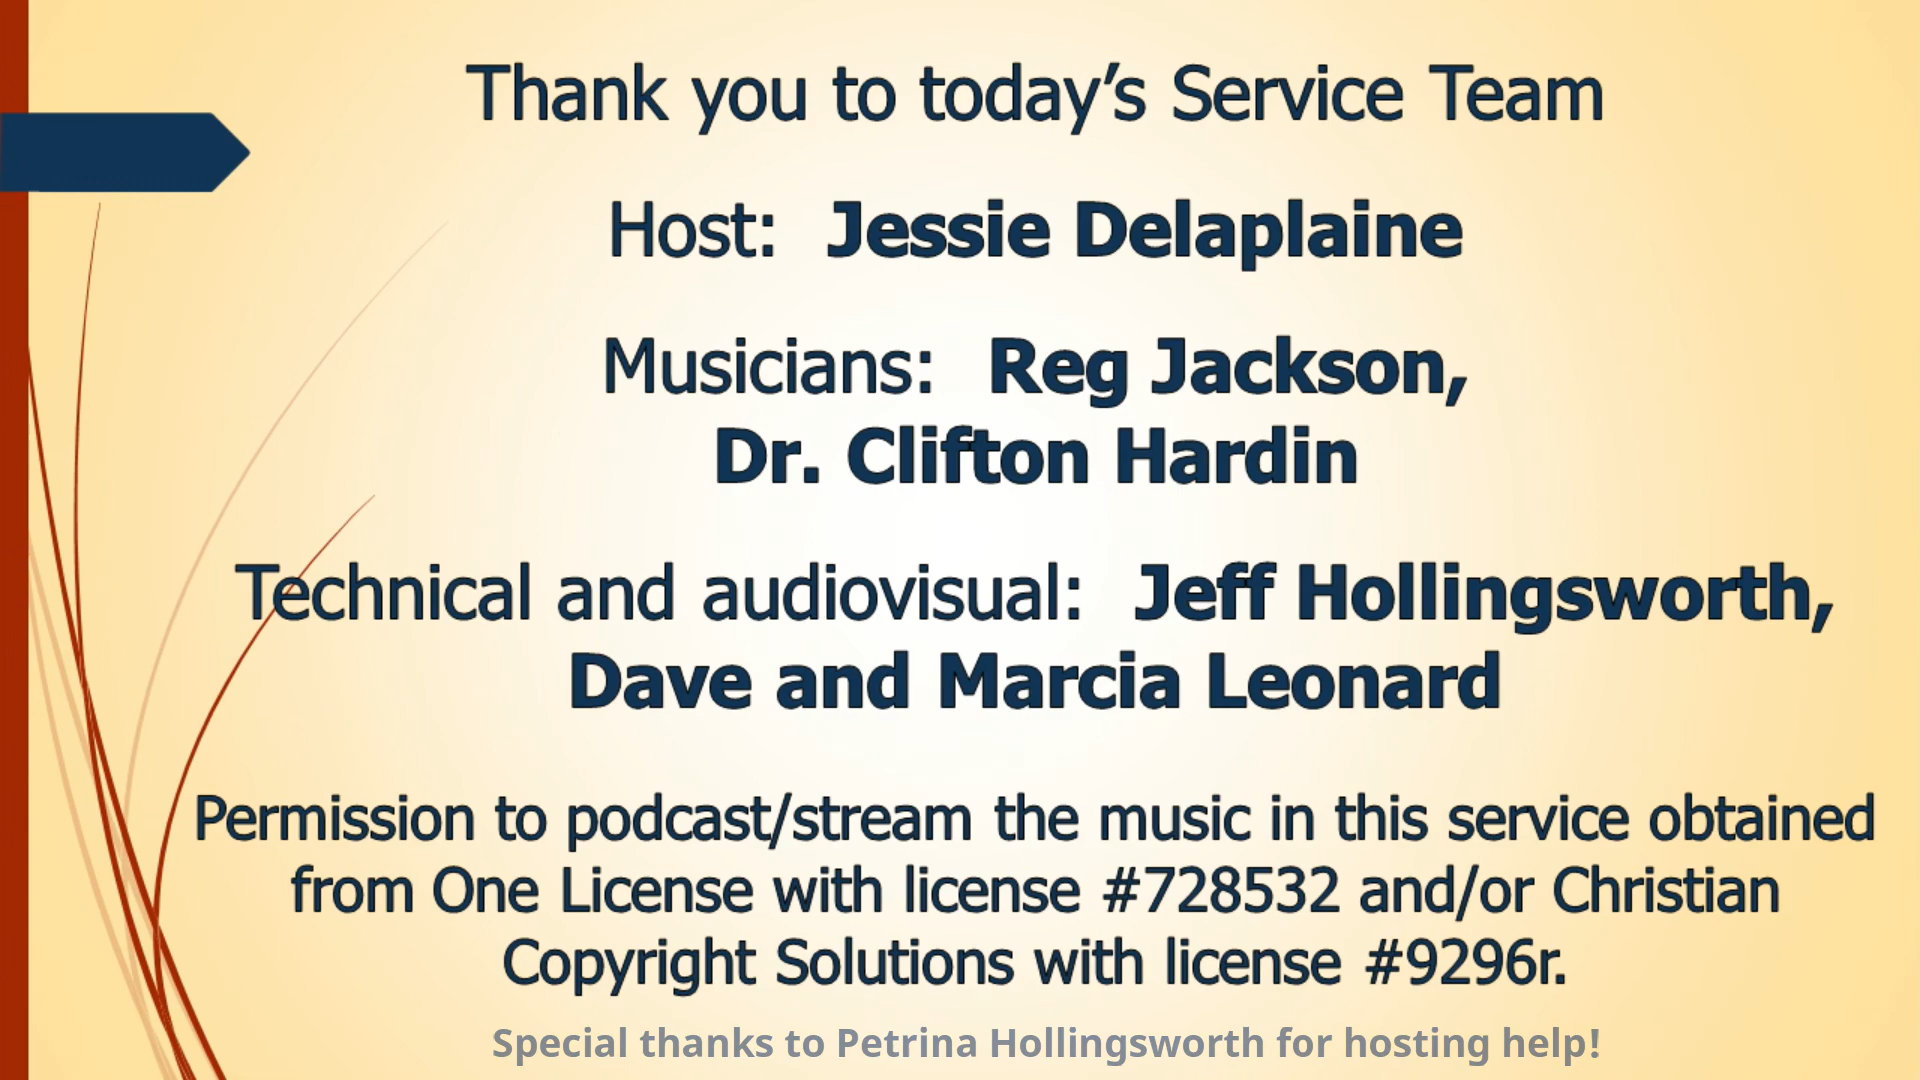 Thank you to today’s Service Team
Host:  Jessie Delaplaine
Musicians:  Reg Jackson,
Dr. Clifton Hardin
Technical and audiovisual:  Jeff Hollingsworth,
Dave and Marcia Leonard
Permission to podcast/stream the music in this service obtained
from One License with license #728532 and/or Christian
Copyright Solutions with license #9296r.
Special thanks to Petrina Hollingsworth for hosting help!